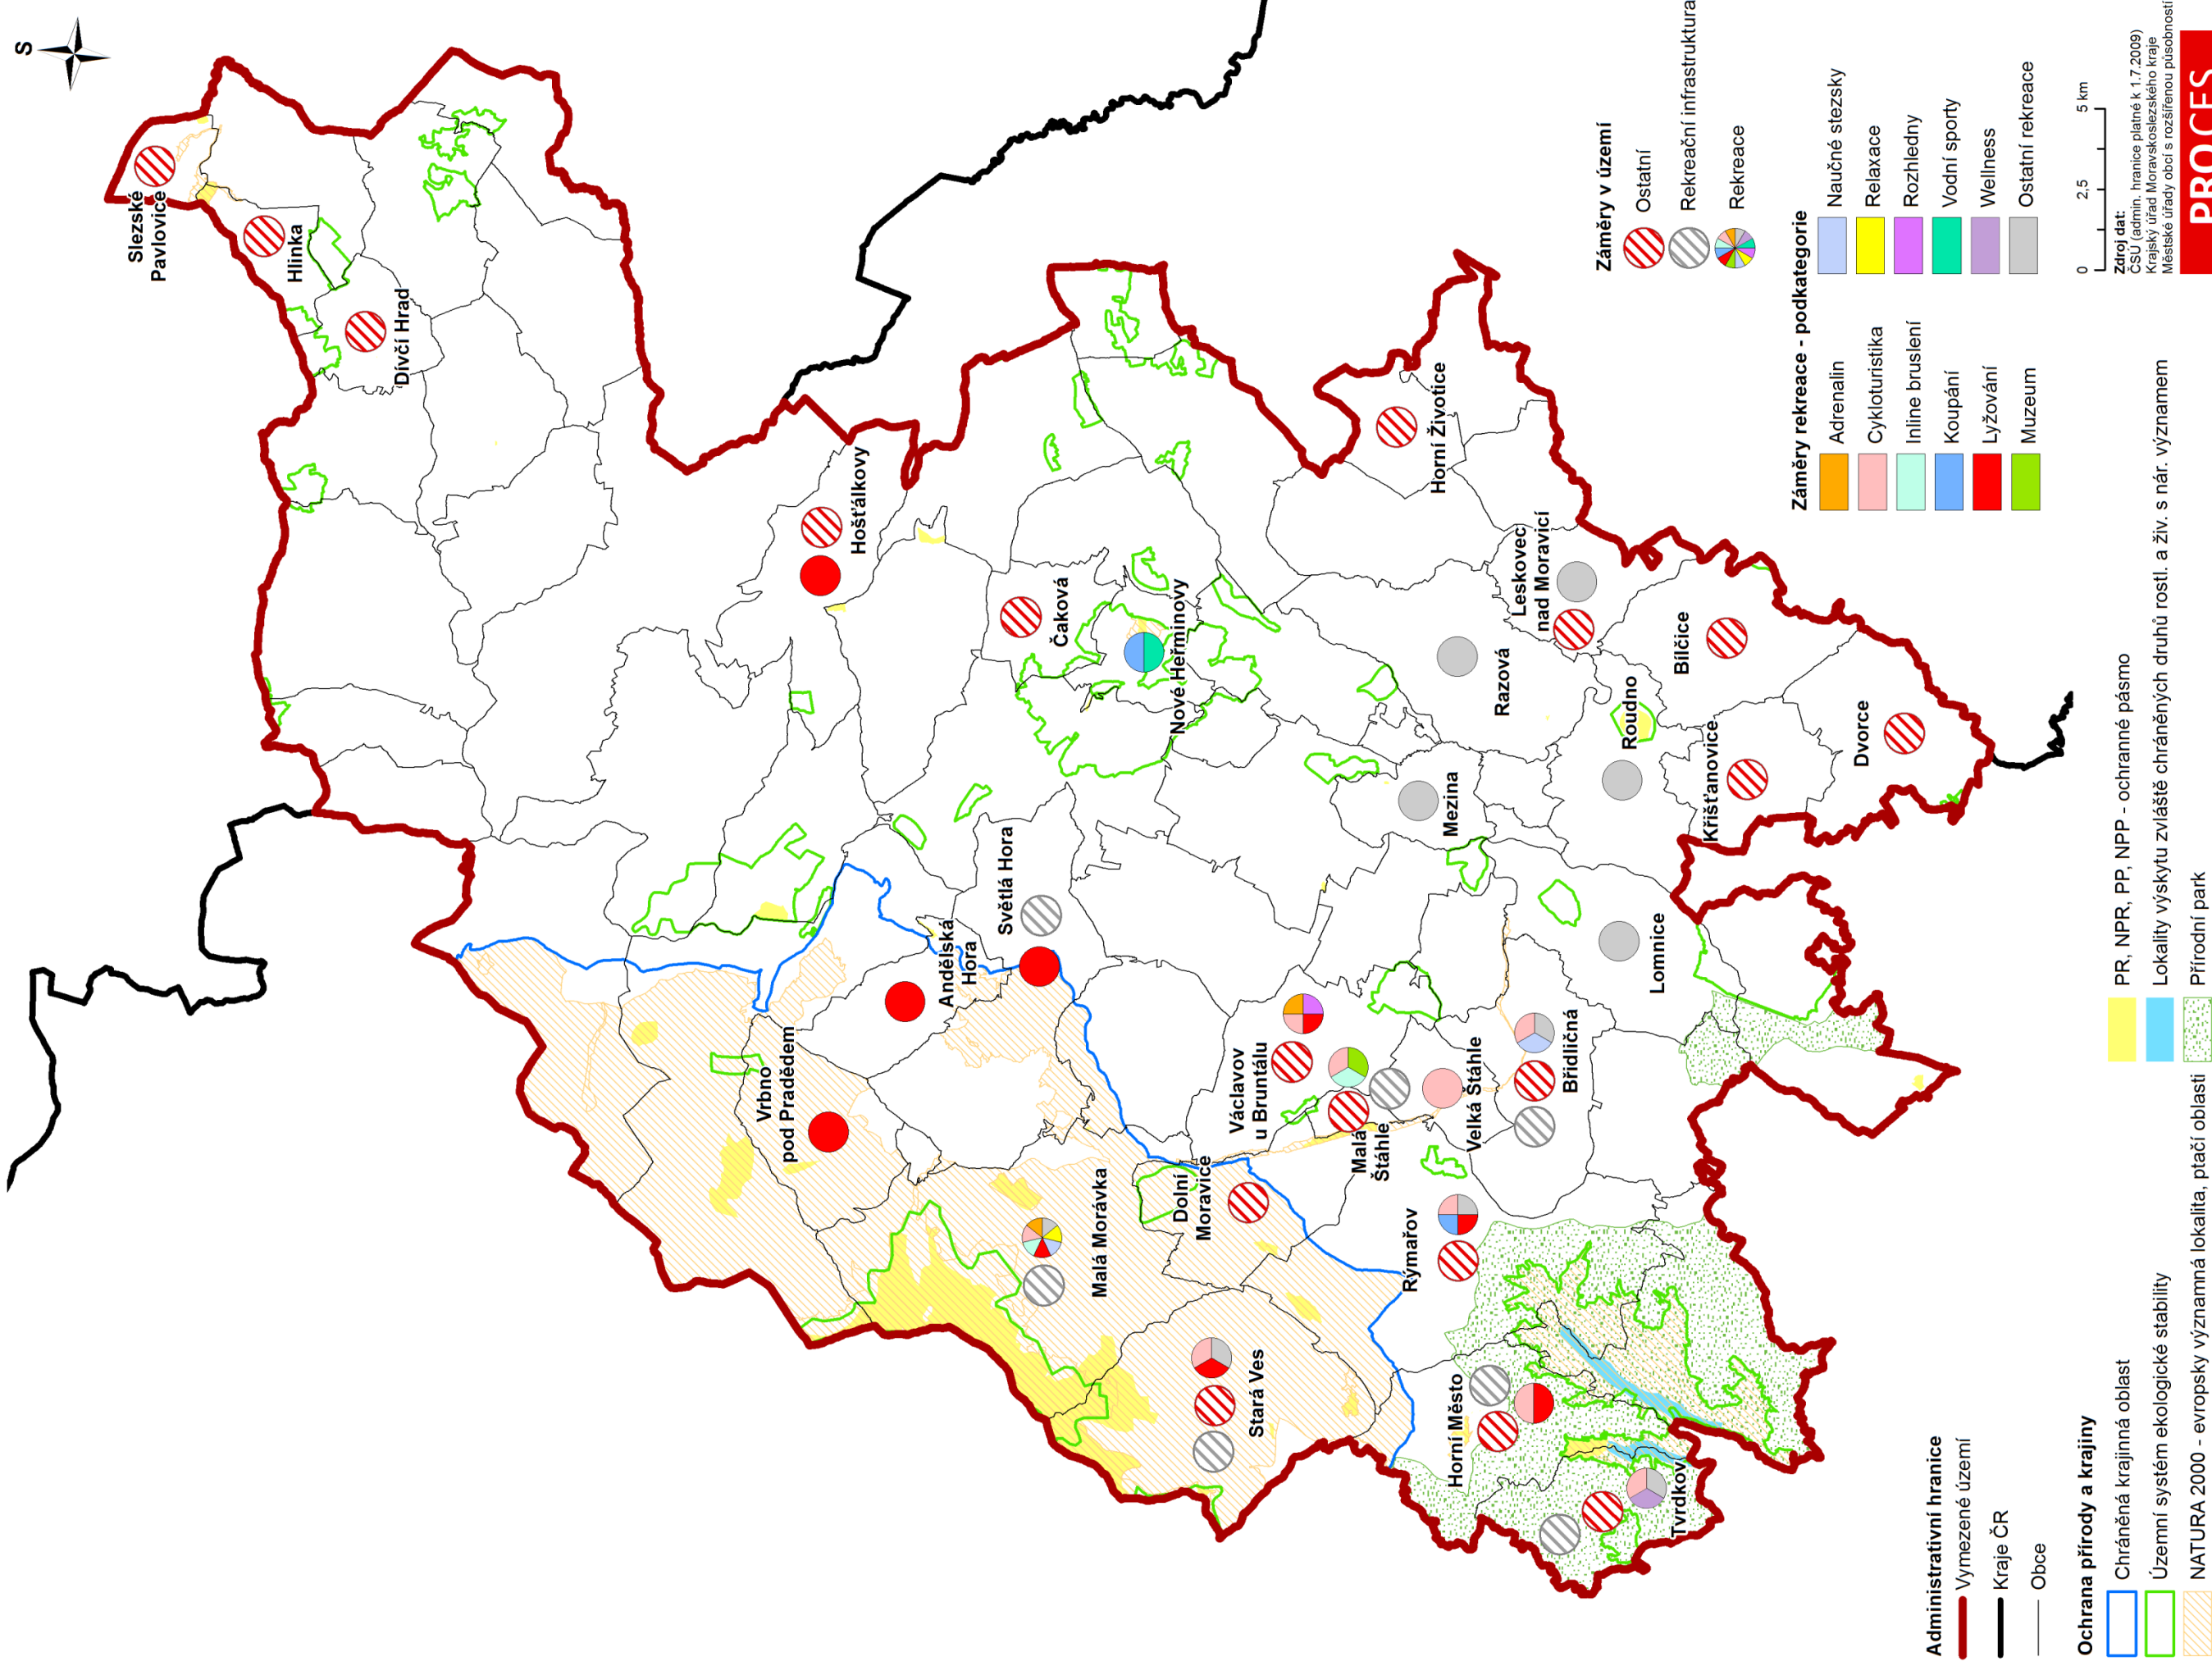 S
Slezské
Pavlovice
Hlinka
Dívčí Hrad
Hošťálkovy
Čaková
Nové Heřminovy
Horní Životice
Leskovec
nad Moravicí
Razová
Bílčice
Roudno
Křišťanovice
Dvorce
Mezina
Světlá Hora
Andělská
Hora
Lomnice
Vrbno
pod Pradědem
Václavov
u Bruntálu
Malá
Štáhle
Velká Štáhle
Břidličná
Malá Morávka
Dolní
Moravice
Rýmařov
Stará Ves
Horní Město
Tvrdkov
Administrativní hranice
Vymezené území
Kraje ČR
Obce
Ochrana přírody a krajiny
Chráněná krajinná oblast
Územní systém ekologické stability
NATURA 2000 - evropsky významná lokalita, ptačí oblasti
PR, NPR, PP, NPP - ochranné pásmo
Lokality výskytu zvláště chráněných druhů rostl. a živ. s nár. významem
Přírodní park
Záměry v území
Ostatní
Rekreační infrastruktura
Rekreace
Záměry rekreace - podkategorie
Adrenalin
Cykloturistika
Inline bruslení
Koupání
Lyžování
Muzeum
Naučné stezsky
Relaxace
Rozhledny
Vodní sporty
Wellness
Ostatní rekreace
0 2,5 5 km
Zdroj dat:
ČSÚ (admin. hranice platné k 1.7.2009)
Krajský úřad Moravskoslezského kraje
Městské úřady obocí s rozšířenou působností
PROCES